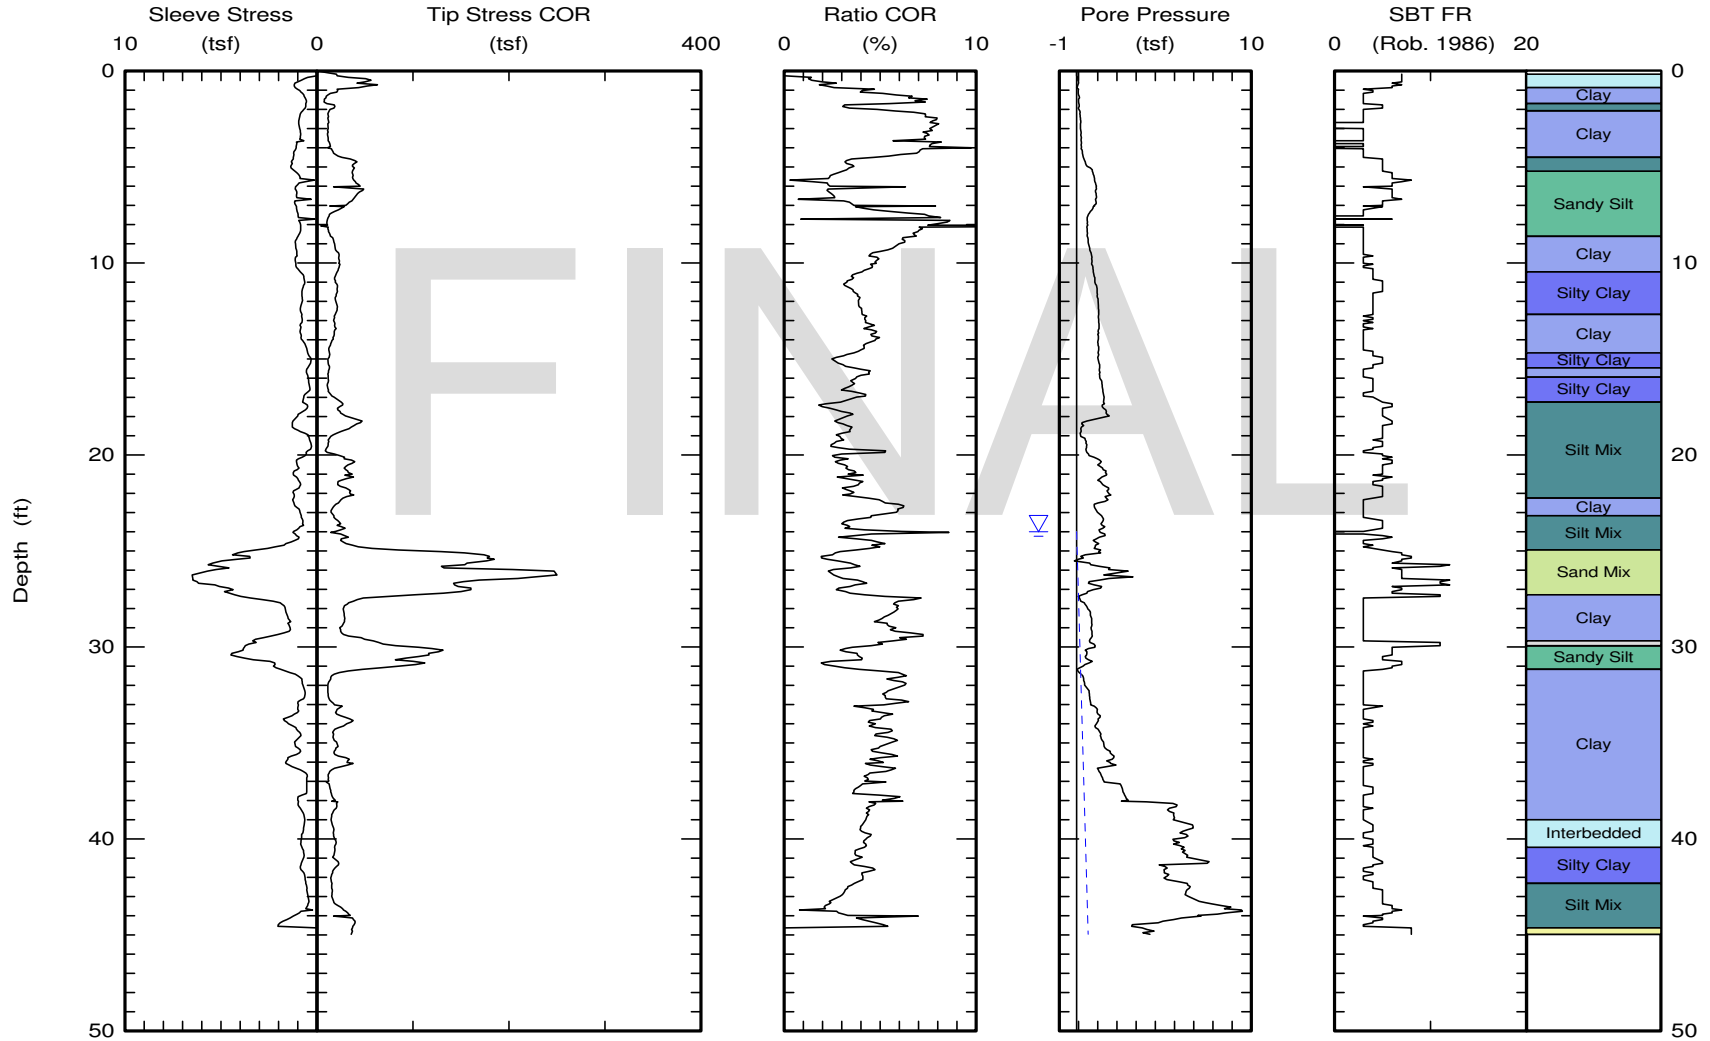 Sleeve Stress Tip Stress COR Ratio COR Pore Pressure SBT FR
10 (tsf) 0 (tsf) 400 0 (%) 10 -1 (tsf) 10 0 (Rob. 1986) 20
0 0
Clay
Clay
Sandy Silt
Clay
10 10
Silty Clay
Clay
Silty Clay
Silty Clay
FINAL
Silt Mix
20 20
Clay
Silt Mix
Depth (ft)
Sand Mix
Clay
30 30
Sandy Silt
Clay
Interbedded
40 40
Silty Clay
Silt Mix
50 50